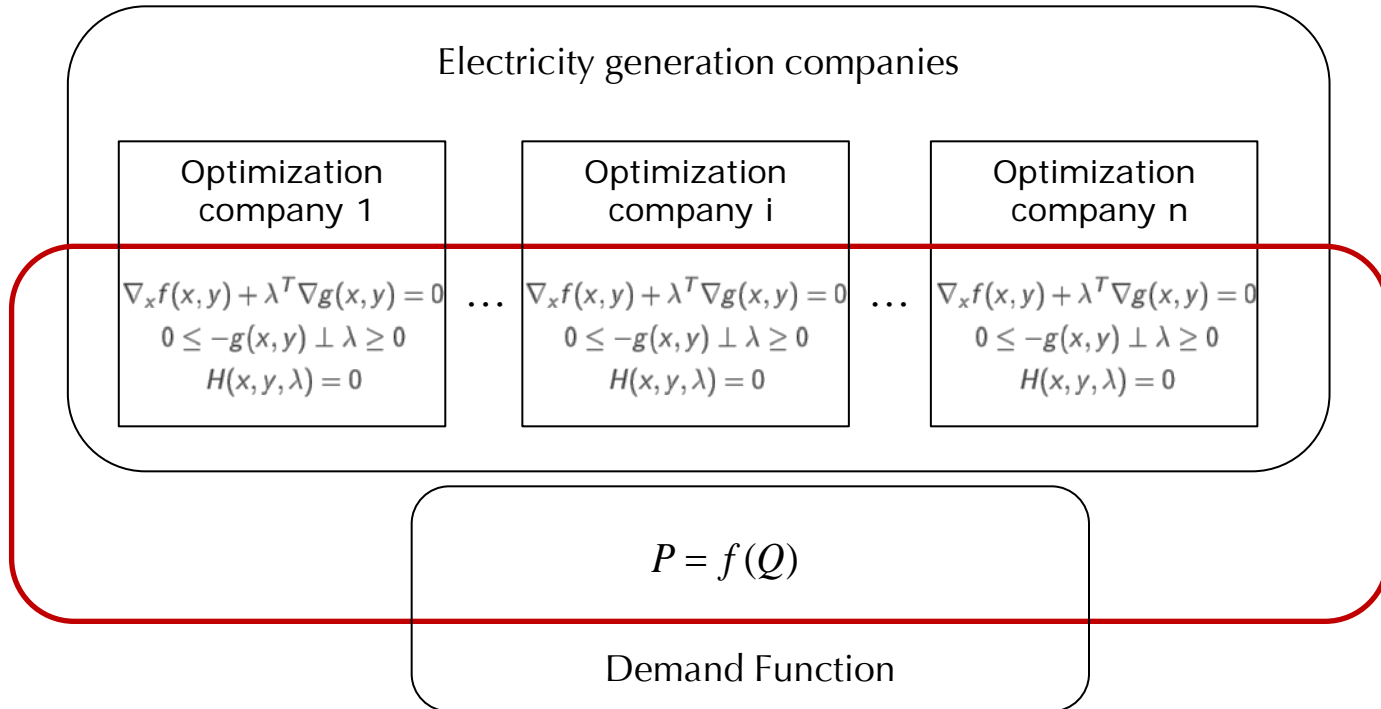 Electricity generation companies
Optimization
company 1
∇ₓf(x, y) + λᵀ∇g(x, y) = 0
0 ≤ −g(x, y) ⊥ λ ≥ 0
H(x, y, λ) = 0
...
Optimization
company i
∇ₓf(x, y) + λᵀ∇g(x, y) = 0
0 ≤ −g(x, y) ⊥ λ ≥ 0
H(x, y, λ) = 0
...
Optimization
company n
∇ₓf(x, y) + λᵀ∇g(x, y) = 0
0 ≤ −g(x, y) ⊥ λ ≥ 0
H(x, y, λ) = 0
P = f(Q)
Demand Function